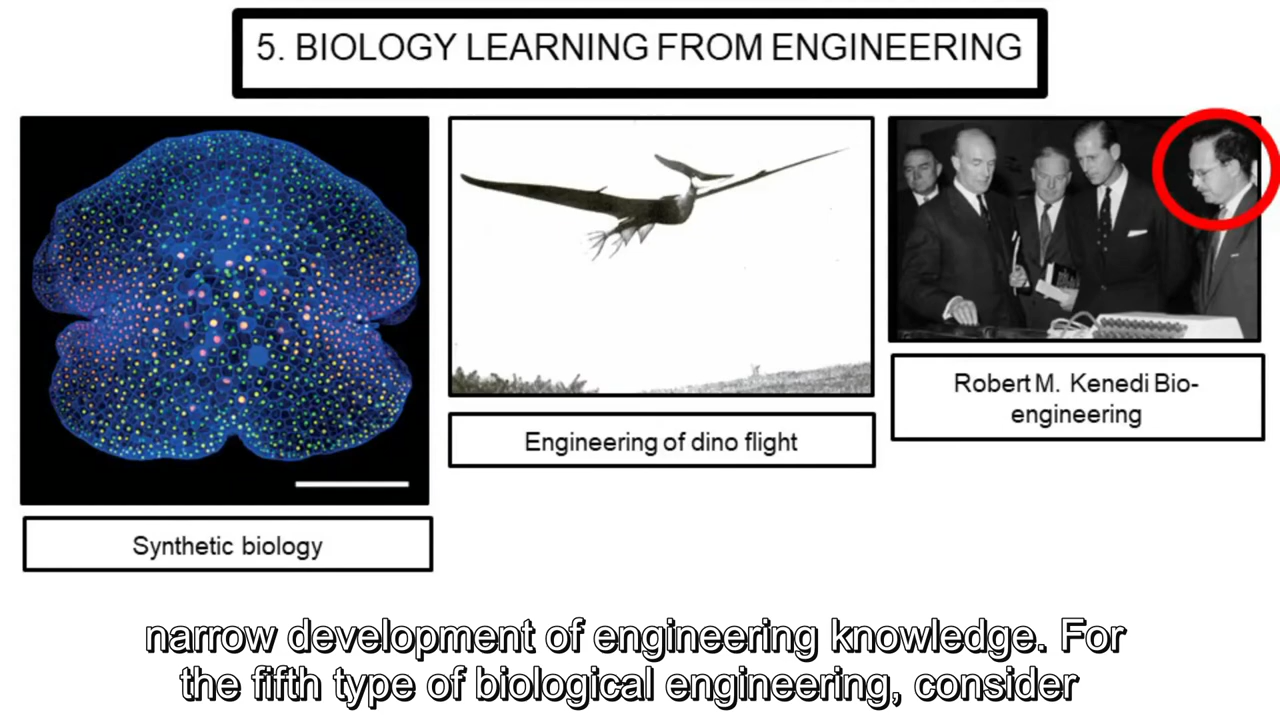 5. BIOLOGY LEARNING FROM ENGINEERING
Synthetic biology
Engineering of dino flight
Robert M. Kenedi Bio-
engineering
narrow development of engineering knowledge. For
the fifth type of biological engineering, consider